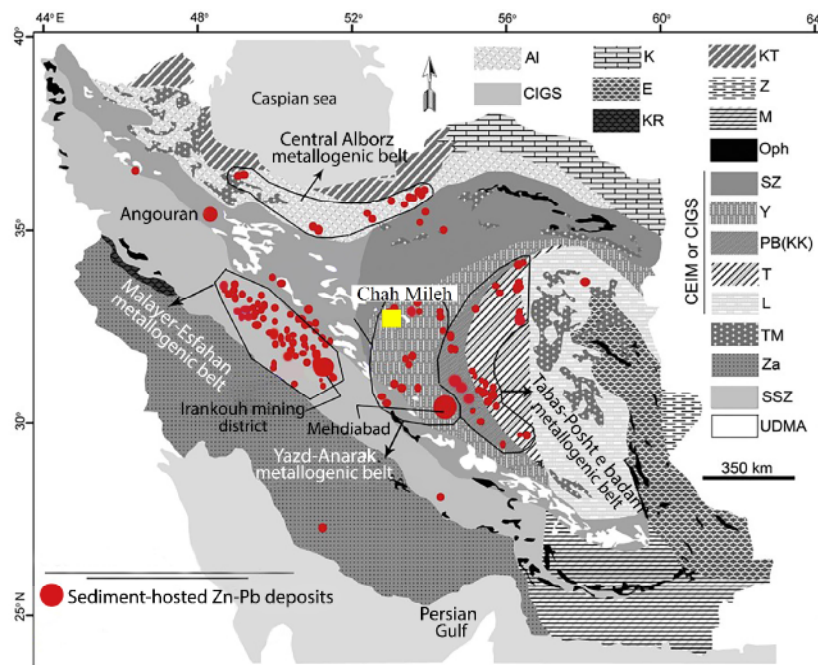 44°E 48° 52° 56° 60° 64
40°
35°
30°
25°N
Caspian sea
Central Alborz
metallogenic belt
Angouran
Chah Mileh
Malayer-Esfahan
metallogenic belt
Irankouh mining
district
Mehdiabad
Yazd-Anarak
metallogenic belt
Tabas-Posht e badam
metallogenic belt
Persian
Gulf
Sediment-hosted Zn-Pb deposits
AI
CIGS
K
E
KR
KT
Z
M
Oph
SZ
Y
PB(KK)
T
L
CEIM or CIGS
TM
Za
SSZ
UDMA
350 km